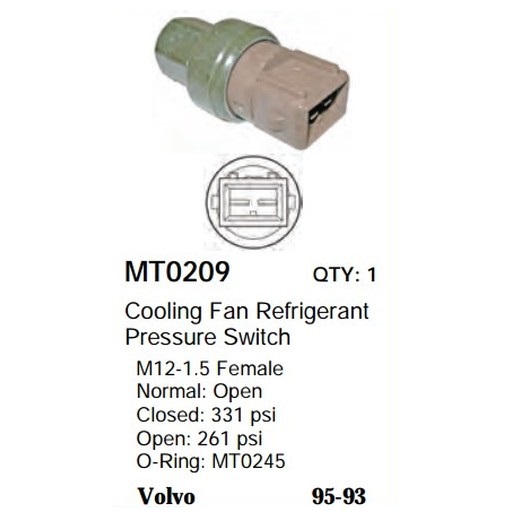 MT0209 QTY: 1
Cooling Fan Refrigerant
Pressure Switch
M12-1.5 Female
Normal: Open
Closed: 331 psi
Open: 261 psi
O-Ring: MT0245
Volvo 95-93